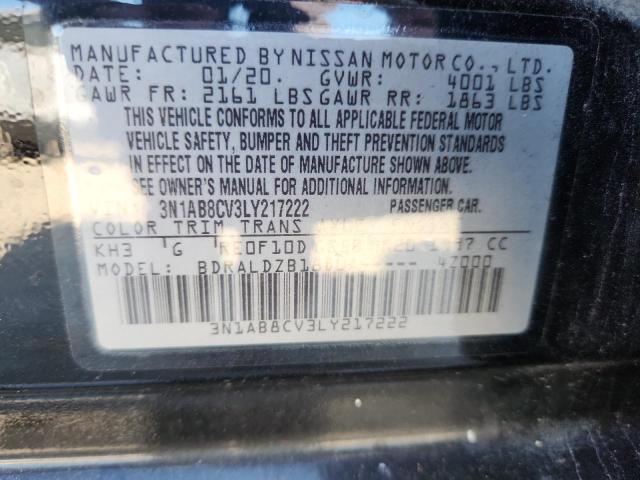 MANUFACTURED BY NISSAN MOTOR CO., LTD.
DATE: 01/20. GVWR: 4001 LBS
GAWR FR: 2161 LBS GAWR RR: 1863 LBS
THIS VEHICLE CONFORMS TO ALL APPLICABLE FEDERAL MOTOR
VEHICLE SAFETY, BUMPER AND THEFT PREVENTION STANDARDS
IN EFFECT ON THE DATE OF MANUFACTURE SHOWN ABOVE.
SEE OWNER'S MANUAL FOR ADDITIONAL INFORMATION.
3N1AB8CV3LY217222 PASSENGER CAR.
COLOR TRIM TRANS
KH3 G RE0F10D CC
MODEL: 4Z000
3N1AB8CV3LY217222